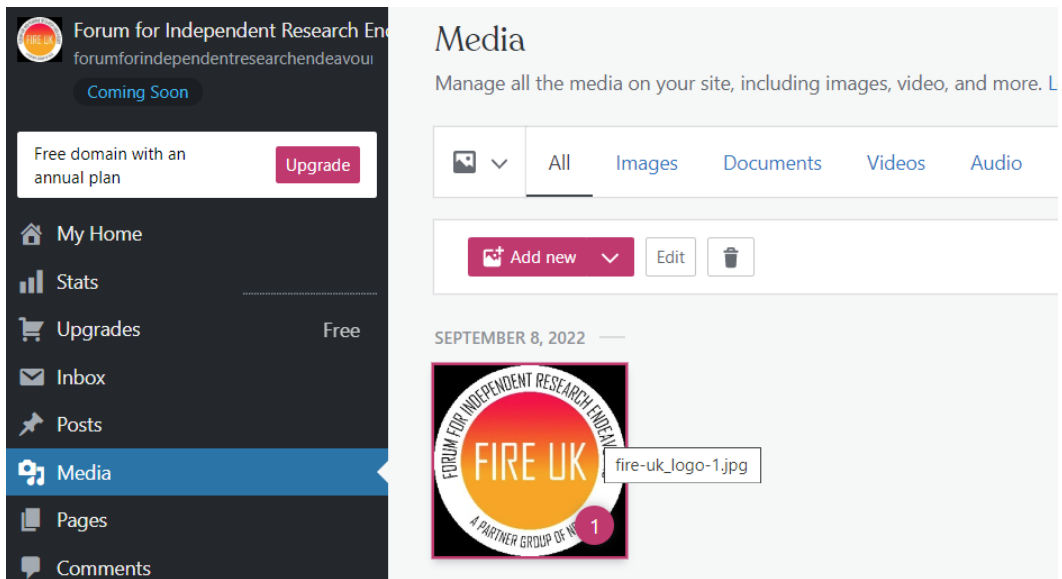 Forum for Independent Research En
forumforindependentresearchendeavou
Coming Soon
Free domain with an
annual plan
Upgrade
My Home
Stats
Upgrades Free
Inbox
Posts
Media
Pages
Comments
Media
Manage all the media on your site, including images, video, and more. L
All Images Documents Videos Audio
Add new Edit
SEPTEMBER 8, 2022
FORUM FOR INDEPENDENT RESEARCH
FIRE UK
A PARTNER GROUP OF
1
fire-uk_logo-1.jpg